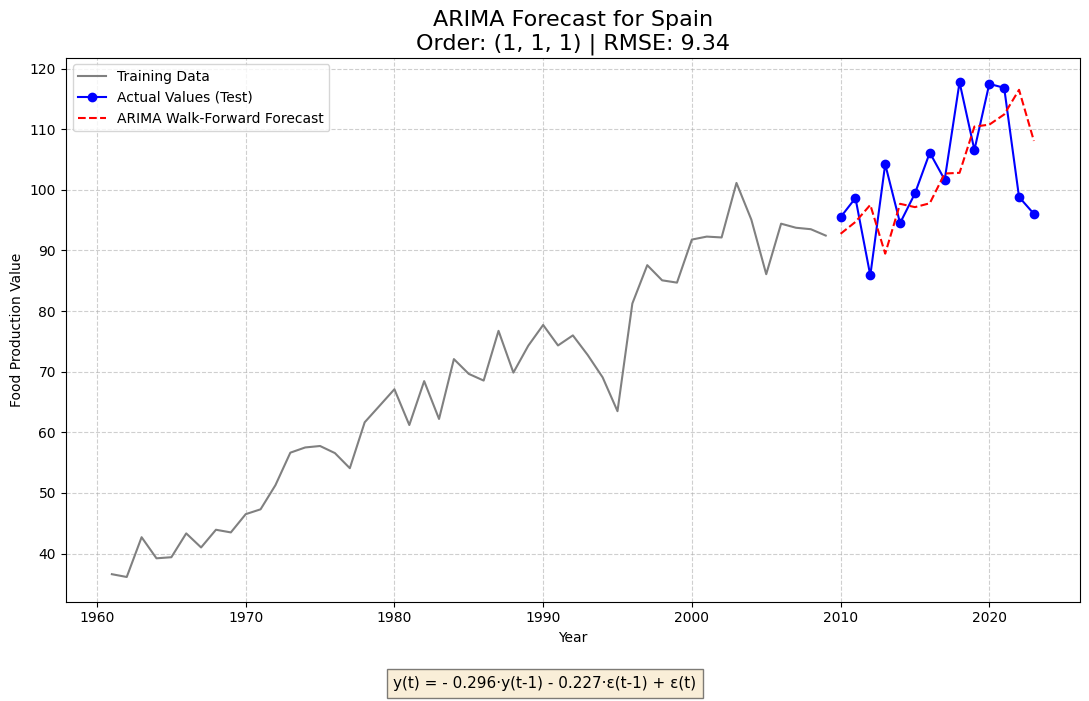 ARIMA Forecast for Spain
Order: (1, 1, 1) | RMSE: 9.34
Training Data
Actual Values (Test)
ARIMA Walk-Forward Forecast
120
110
100
90
80
70
60
50
40
Food Production Value
1960 1970 1980 1990 2000 2010 2020
Year
y(t) = - 0.296·y(t-1) - 0.227·ε(t-1) + ε(t)